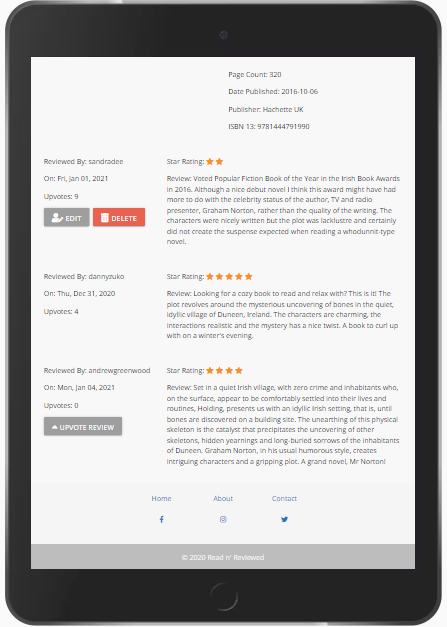 Page Count: 320
Date Published: 2016-10-06
Publisher: Hachette UK
ISBN 13: 9781444791990
Reviewed By: sandradee
On: Fri, Jan 01, 2021
Upvotes: 9
EDIT DELETE
Star Rating:
Review: Voted Popular Fiction Book of the Year in the Irish Book Awards
in 2016. Although a nice debut novel I think this award might have had
more to do with the celebrity status of the author, TV and radio
presenter, Graham Norton, rather than the quality of the writing. The
characters were nicely written but the plot was lacklustre and certainly
did not create the suspense expected when reading a whodunnit-type
novel.
Reviewed By: dannyzuko
On: Thu, Dec 31, 2020
Upvotes: 4
Star Rating:
Review: Looking for a cozy book to read and relax with? This is it! The
plot revolves around the mysterious uncovering of bones in the quiet,
idyllic village of Duneen, Ireland. The characters are charming, the
interactions realistic and the mystery has a nice twist. A book to curl up
with on a winter's evening.
Reviewed By: andrewgreenwood
On: Mon, Jan 04, 2021
Upvotes: 0
UPVOTE REVIEW
Star Rating:
Review: Set in a quiet Irish village, with zero crime and inhabitants who,
on the surface, appear to be comfortably settled into their lives and
routines, Holding, presents us with an idyllic Irish setting, that is, until
bones are discovered on a building site. The unearthing of this physical
skeleton is the catalyst that precipitates the uncovering of other
skeletons, hidden yearnings and long-buried sorrows of the inhabitants
of Duneen. Graham Norton, in his usual humorous style, creates
intriguing characters and a gripping plot. A grand novel, Mr Norton!
Home About Contact
© 2020 Read n' Reviewed